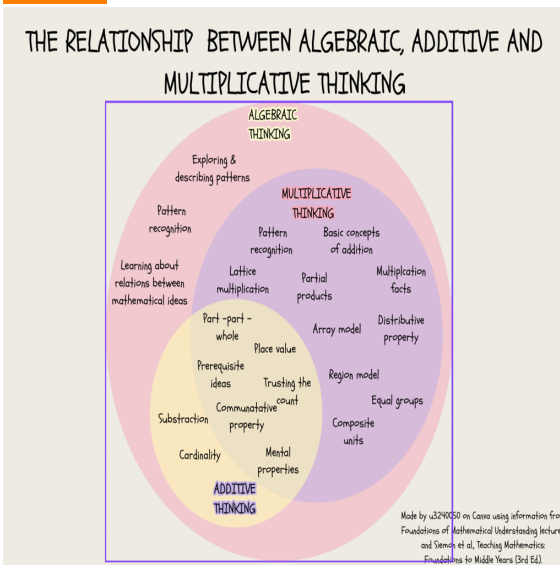 THE RELATIONSHIP BETWEEN ALGEBRAIC, ADDITIVE AND
MULTIPLICATIVE THINKING
ALGEBRAIC
THINKING
Exploring &
describing patterns
Pattern
recognition
Learning about
relations between
mathematical ideas
MULTIPLICATIVE
THINKING
Pattern
recognition
Basic concepts
of addition
Lattice
multiplication
Partial
products
Multiplcation
facts
Array model
Distributive
property
Region model
Equal groups
Composite
units
Part -part -
whole
Place value
Prerequisite
ideas
Trusting the
count
Communatative
property
Substraction
Cardinality
Mental
properties
ADDITIVE
THINKING
Made by u3240050 on Canva using information fro
Foundations of Mathematical Understanding lecture
and Siemon et al, Teaching Mathematics:
Foundations to Middle Years (3rd Ed).